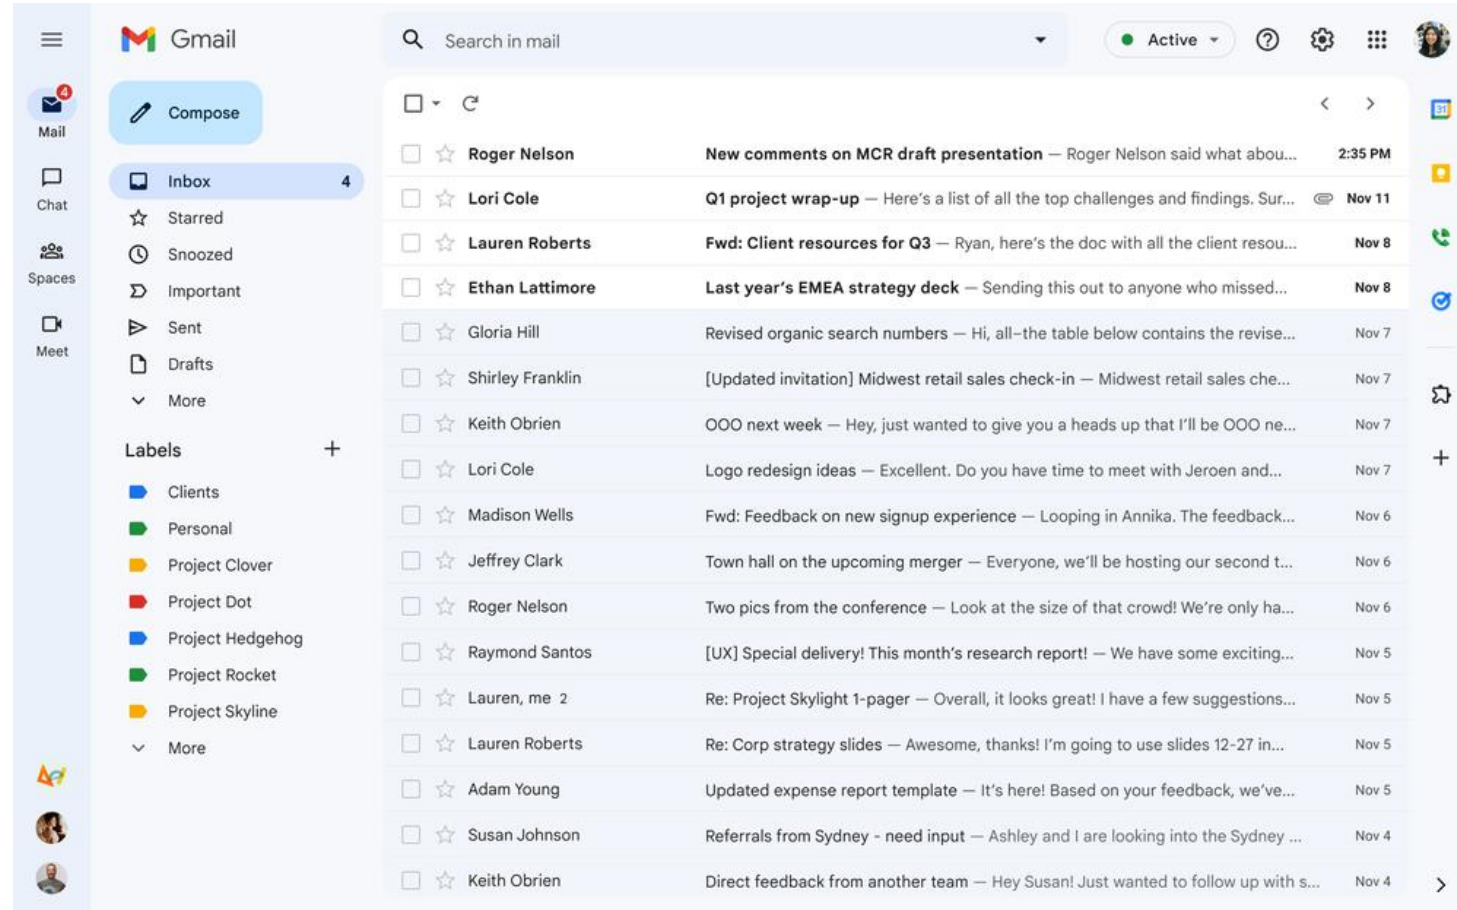 Gmail
Search in mail
Active
4
Mail
Chat
Spaces
Meet
Compose
Inbox 4
Starred
Snoozed
Important
Sent
Drafts
More
Labels
Clients
Personal
Project Clover
Project Dot
Project Hedgehog
Project Rocket
Project Skyline
More
Roger Nelson New comments on MCR draft presentation — Roger Nelson said what abou... 2:35 PM
Lori Cole Q1 project wrap-up — Here's a list of all the top challenges and findings. Sur... Nov 11
Lauren Roberts Fwd: Client resources for Q3 — Ryan, here's the doc with all the client resou... Nov 8
Ethan Lattimore Last year's EMEA strategy deck — Sending this out to anyone who missed... Nov 8
Gloria Hill Revised organic search numbers — Hi, all–the table below contains the revise... Nov 7
Shirley Franklin [Updated invitation] Midwest retail sales check-in — Midwest retail sales che... Nov 7
Keith Obrien OOO next week — Hey, just wanted to give you a heads up that I'll be OOO ne... Nov 7
Lori Cole Logo redesign ideas — Excellent. Do you have time to meet with Jeroen and... Nov 7
Madison Wells Fwd: Feedback on new signup experience — Looping in Annika. The feedback... Nov 6
Jeffrey Clark Town hall on the upcoming merger — Everyone, we'll be hosting our second t... Nov 6
Roger Nelson Two pics from the conference — Look at the size of that crowd! We're only ha... Nov 6
Raymond Santos [UX] Special delivery! This month's research report! — We have some exciting... Nov 5
Lauren, me 2 Re: Project Skylight 1-pager — Overall, it looks great! I have a few suggestions... Nov 5
Lauren Roberts Re: Corp strategy slides — Awesome, thanks! I'm going to use slides 12-27 in... Nov 5
Adam Young Updated expense report template — It's here! Based on your feedback, we've... Nov 5
Susan Johnson Referrals from Sydney - need input — Ashley and I are looking into the Sydney ... Nov 4
Keith Obrien Direct feedback from another team — Hey Susan! Just wanted to follow up with s... Nov 4
31